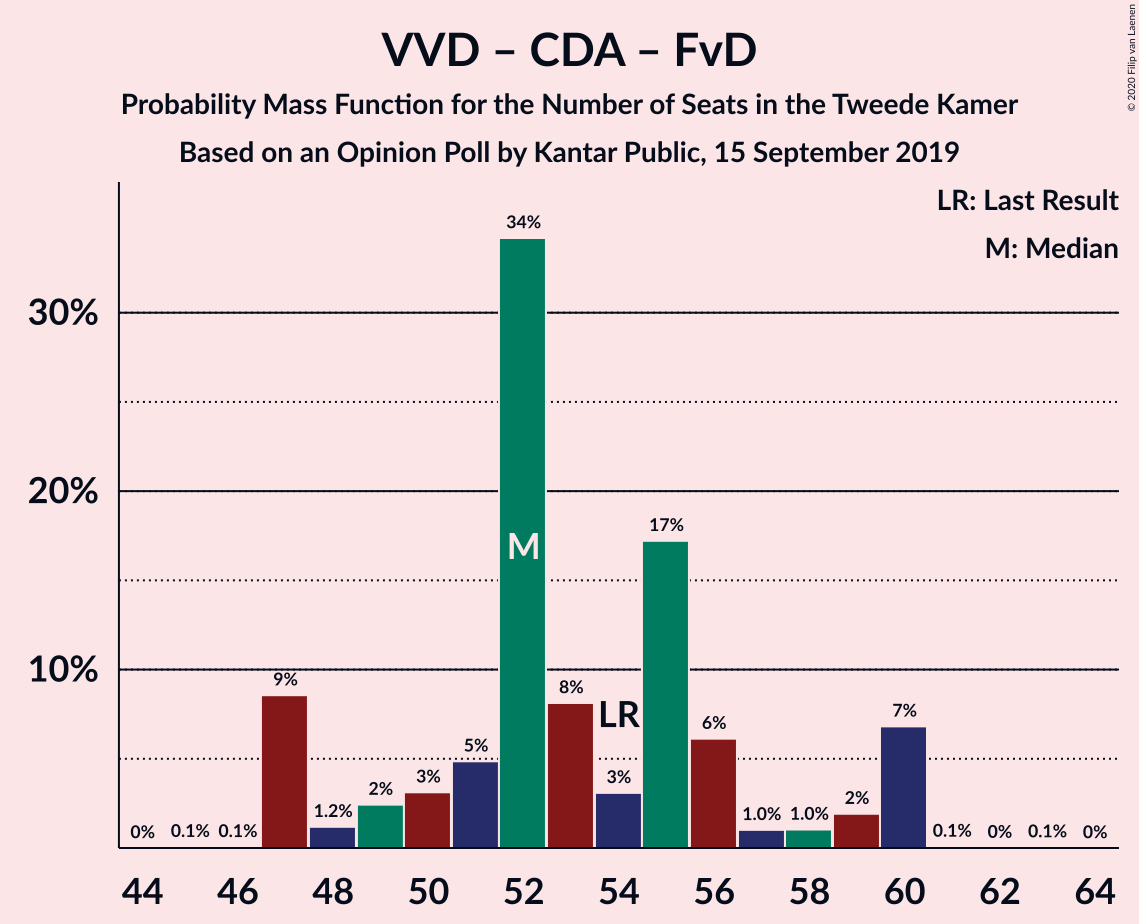 © 2020 Filip van Laenen
VVD – CDA – FvD
Probability Mass Function for the Number of Seats in the Tweede Kamer
Based on an Opinion Poll by Kantar Public, 15 September 2019
LR: Last Result
M: Median
30%
20%
10%
0%
0.1%
0.1%
9%
1.2%
2%
3%
5%
34%
M
8%
LR
3%
17%
6%
1.0%
1.0%
2%
7%
0.1%
0%
0.1%
0%
44 46 48 50 52 54 56 58 60 62 64